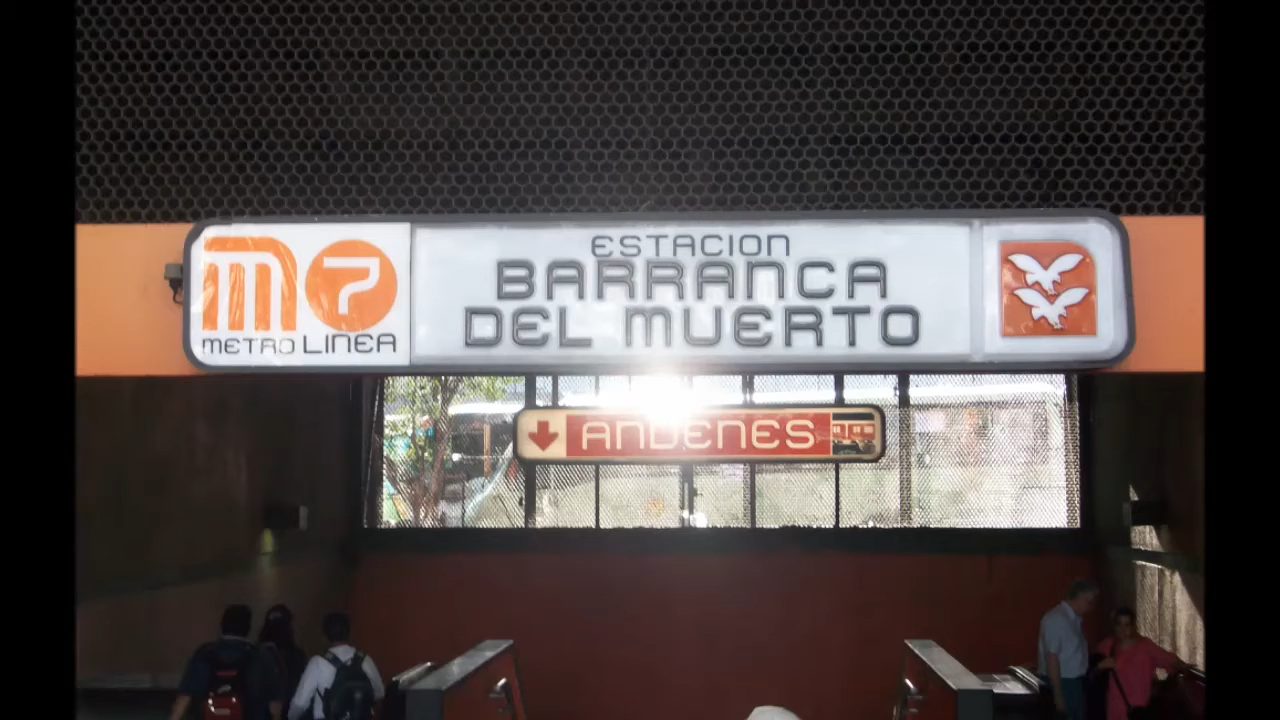 M 7
METRO LINEA
ESTACION
BARRANCA
DEL MUERTO
ANDENES